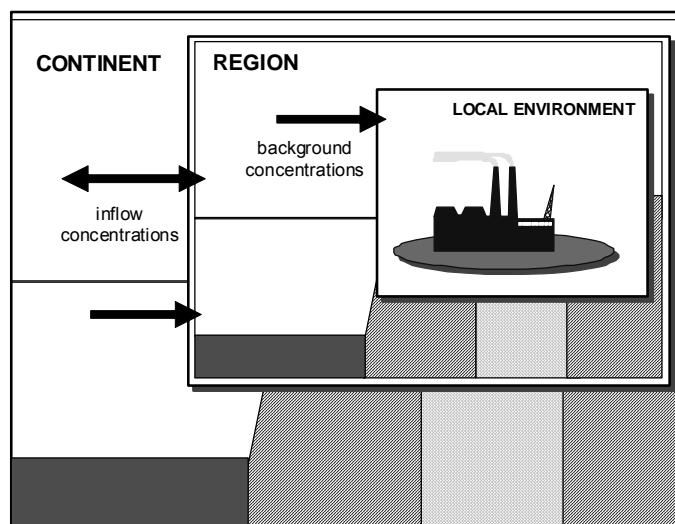 CONTINENT
REGION
LOCAL ENVIRONMENT
background
concentrations
inflow
concentrations